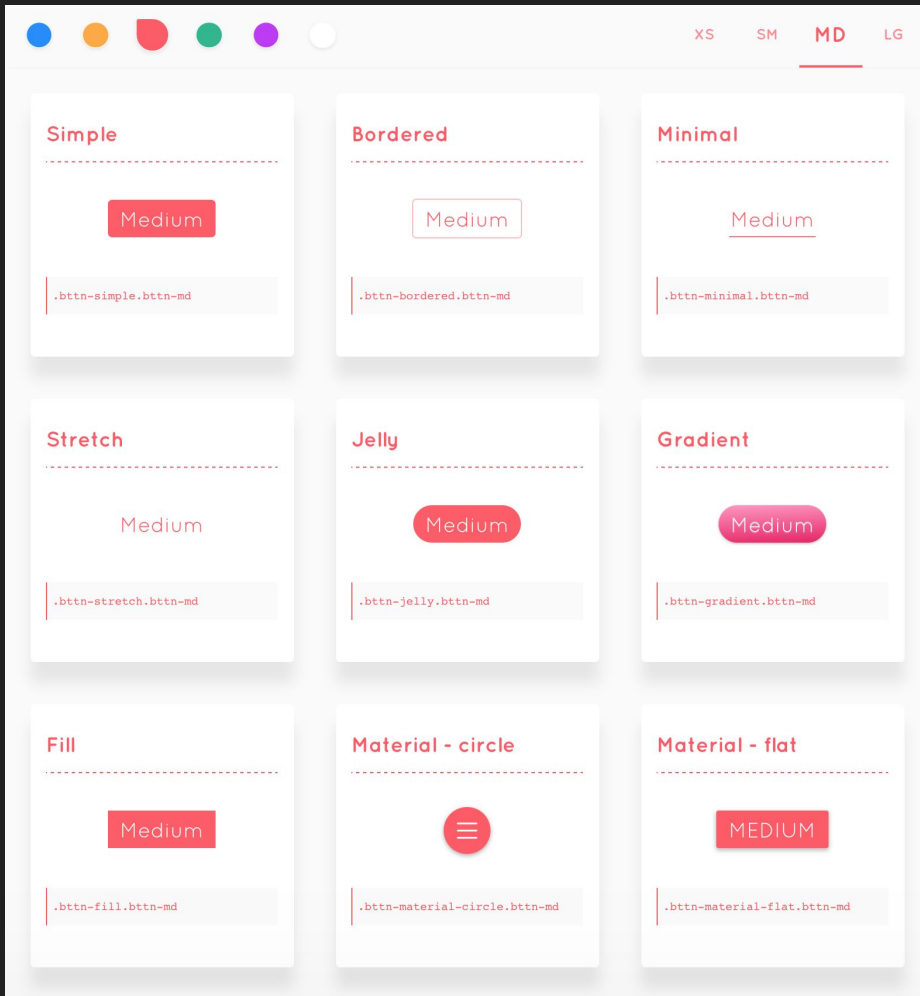 XS SM MD LG
Simple
Medium
.bttn-simple.bttn-md
Bordered
Medium
.bttn-bordered.bttn-md
Minimal
Medium
.bttn-minimal.bttn-md
Stretch
Medium
.bttn-stretch.bttn-md
Jelly
Medium
.bttn-jelly.bttn-md
Gradient
Medium
.bttn-gradient.bttn-md
Fill
Medium
.bttn-fill.bttn-md
Material - circle
.bttn-material-circle.bttn-md
Material - flat
MEDIUM
.bttn-material-flat.bttn-md